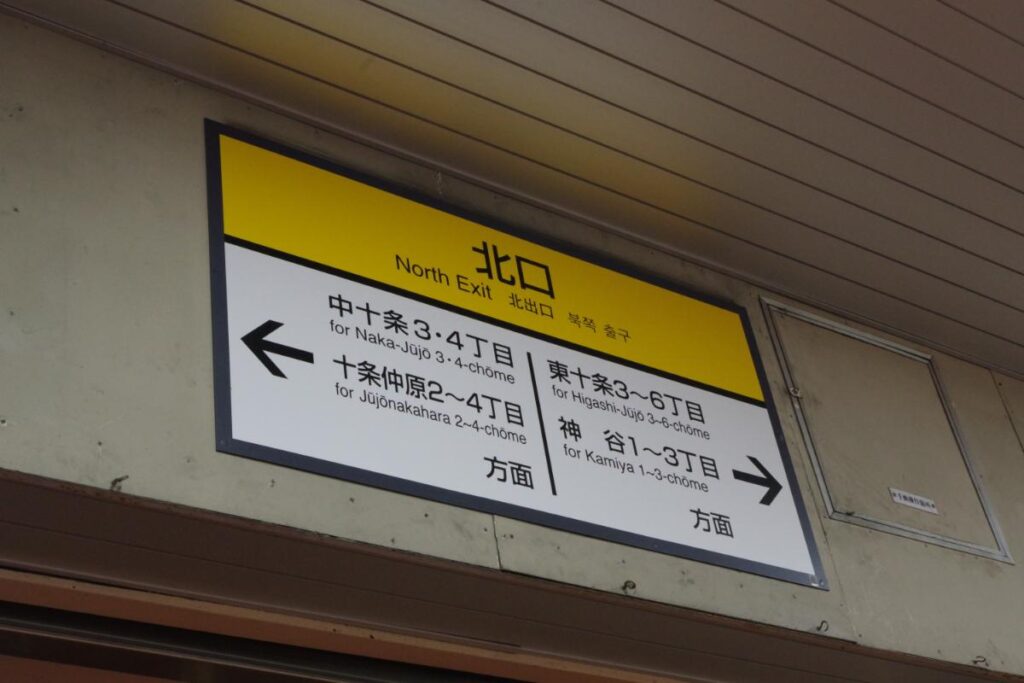 北口
North Exit 北出口 북쪽 출구
中十条3・4丁目
for Naka-Jūjō 3・4-chōme
十条仲原2～4丁目
for Jūjōnakahara 2~4-chōme
方面
東十条3～6丁目
for Higashi-Jūjō 3~6-chōme
神 谷1～3丁目
for Kamiya 1~3-chōme
方面